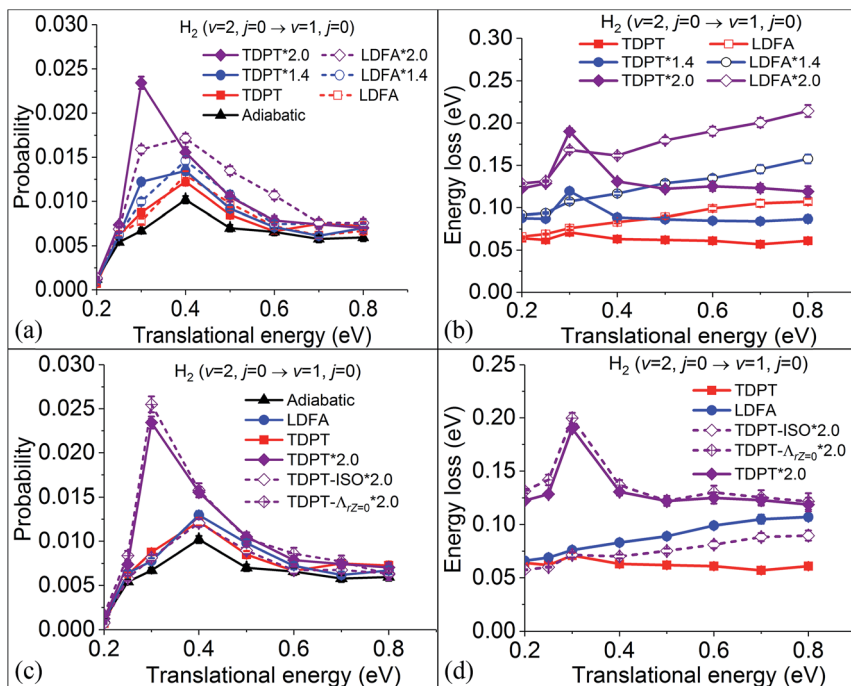 H₂ (v=2, j=0 → v=1, j=0)
TDPT*2.0 LDFA*2.0
TDPT*1.4 LDFA*1.4
TDPT LDFA
Adiabatic
Probability
0.030
0.025
0.020
0.015
0.010
0.005
0.000
0.2 0.3 0.4 0.5 0.6 0.7 0.8
(a) Translational energy (eV)
H₂ (v=2, j=0 → v=1, j=0)
TDPT LDFA
TDPT*1.4 LDFA*1.4
TDPT*2.0 LDFA*2.0
Energy loss (eV)
0.30
0.25
0.20
0.15
0.10
0.05
0.00
0.2 0.3 0.4 0.5 0.6 0.7 0.8
(b) Translational energy (eV)
H₂ (v=2, j=0 → v=1, j=0)
Adiabatic
LDFA
TDPT
TDPT*2.0
TDPT-ISO*2.0
TDPT-Λrz=0*2.0
Probability
0.030
0.025
0.020
0.015
0.010
0.005
0.000
0.2 0.3 0.4 0.5 0.6 0.7 0.8
(c) Translational energy (eV)
H₂ (v=2, j=0 → v=1, j=0)
TDPT
LDFA
TDPT-ISO*2.0
TDPT-Λrz=0*2.0
TDPT*2.0
Energy loss (eV)
0.25
0.20
0.15
0.10
0.05
0.00
0.2 0.3 0.4 0.5 0.6 0.7 0.8
(d) Translational energy (eV)